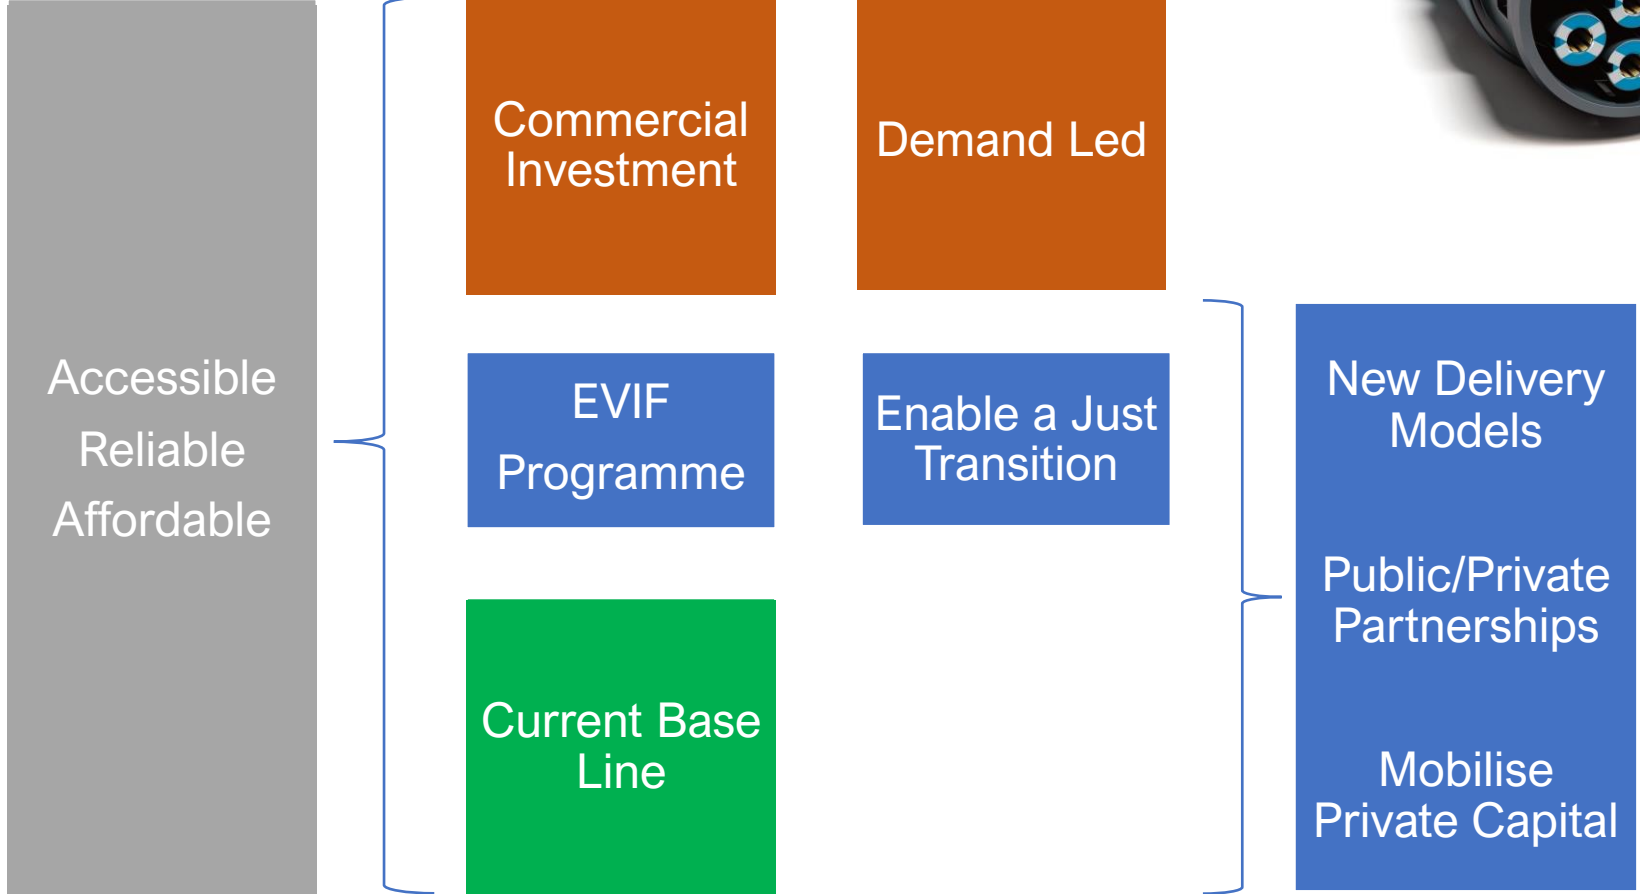 Accessible
Reliable
Affordable
Commercial
Investment
Demand Led
EVIF
Programme
Enable a Just
Transition
Current Base
Line
New Delivery
Models
Public/Private
Partnerships
Mobilise
Private Capital